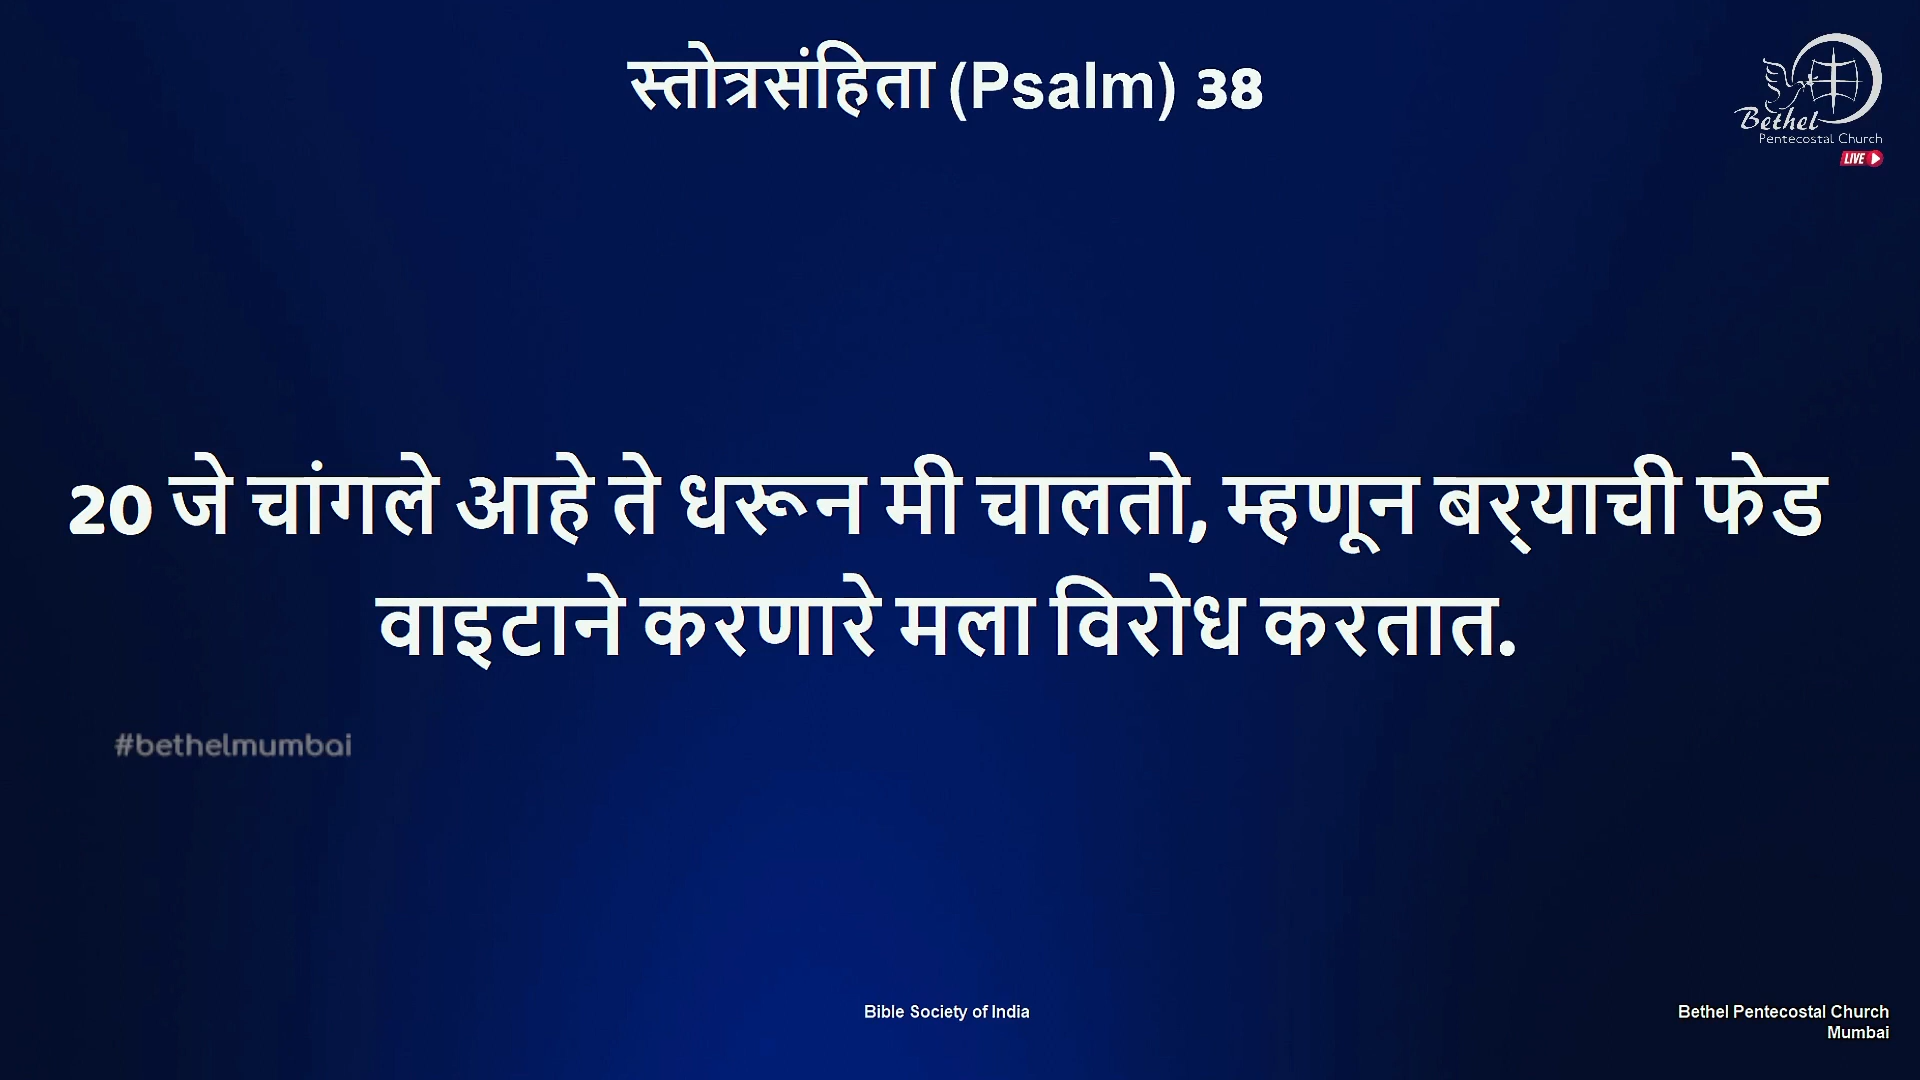 स्तोत्रसंहिता (Psalm) 38
Bethel
Pentecostal Church
LIVE
20 जे चांगले आहे ते धरून मी चालतो, म्हणून बर्‍याची फेड
वाइटाने करणारे मला विरोध करतात.
#bethelmumbai
Bible Society of India
Bethel Pentecostal Church
Mumbai